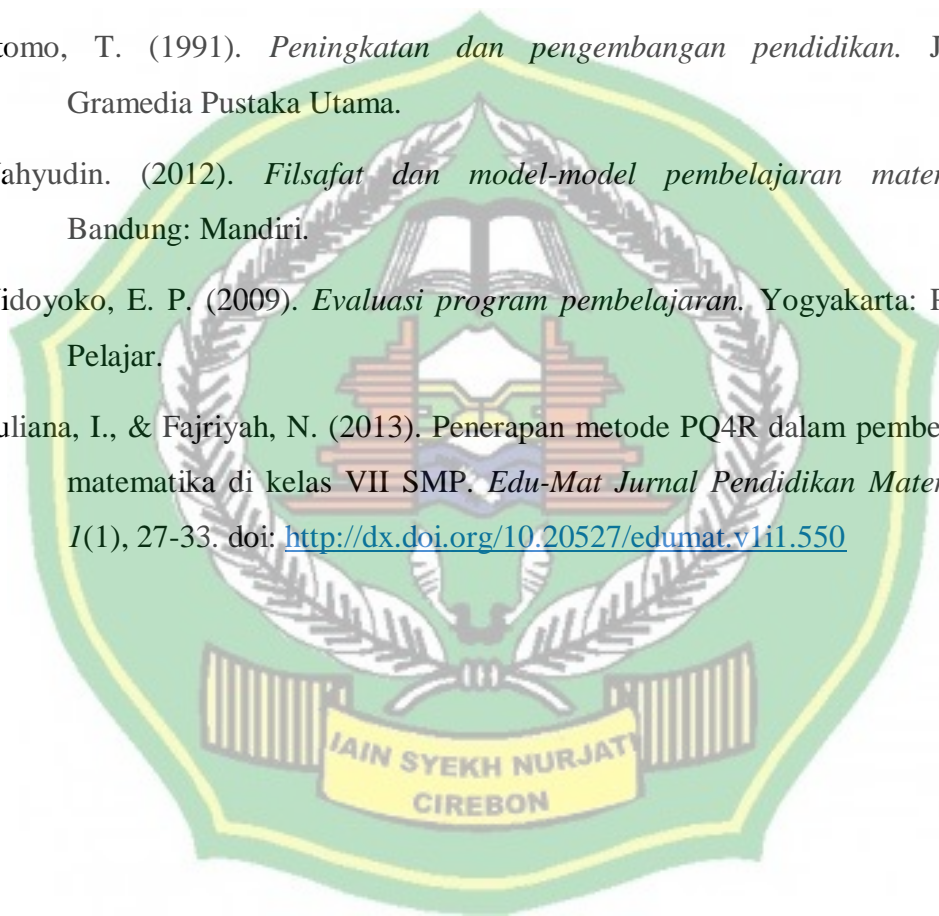 tomo, T. (1991). Peningkatan dan pengembangan pendidikan. J
Gramedia Pustaka Utama.
ahyudin. (2012). Filsafat dan model-model pembelajaran mater
Bandung: Mandiri.
idoyoko, E. P. (2009). Evaluasi program pembelajaran. Yogyakarta: P
Pelajar.
uliana, I., & Fajriyah, N. (2013). Penerapan metode PQ4R dalam pembe
matematika di kelas VII SMP. Edu-Mat Jurnal Pendidikan Mater
1(1), 27-33. doi: http://dx.doi.org/10.20527/edumat.v1i1.550
IAIN SYEKH NURJATI
CIREBON